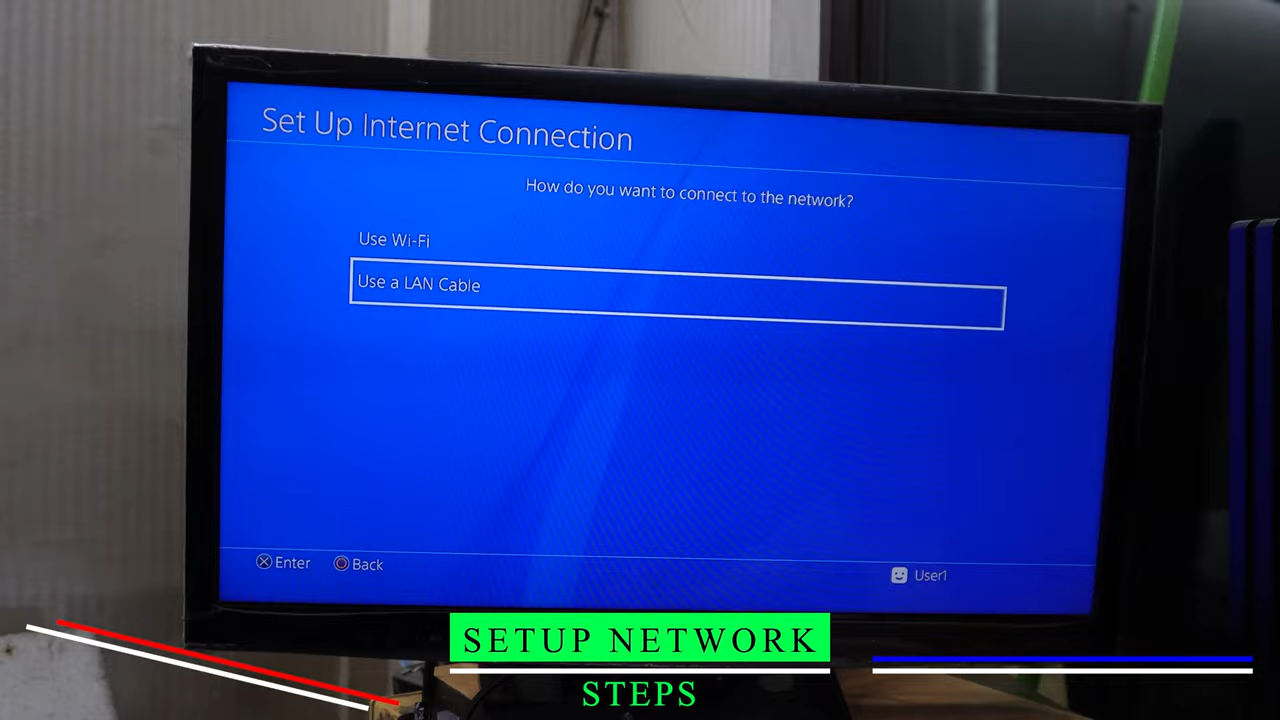 Set Up Internet Connection
How do you want to connect to the network?
Use Wi-Fi
Use a LAN Cable
Enter Back
User1
SETUP NETWORK
STEPS